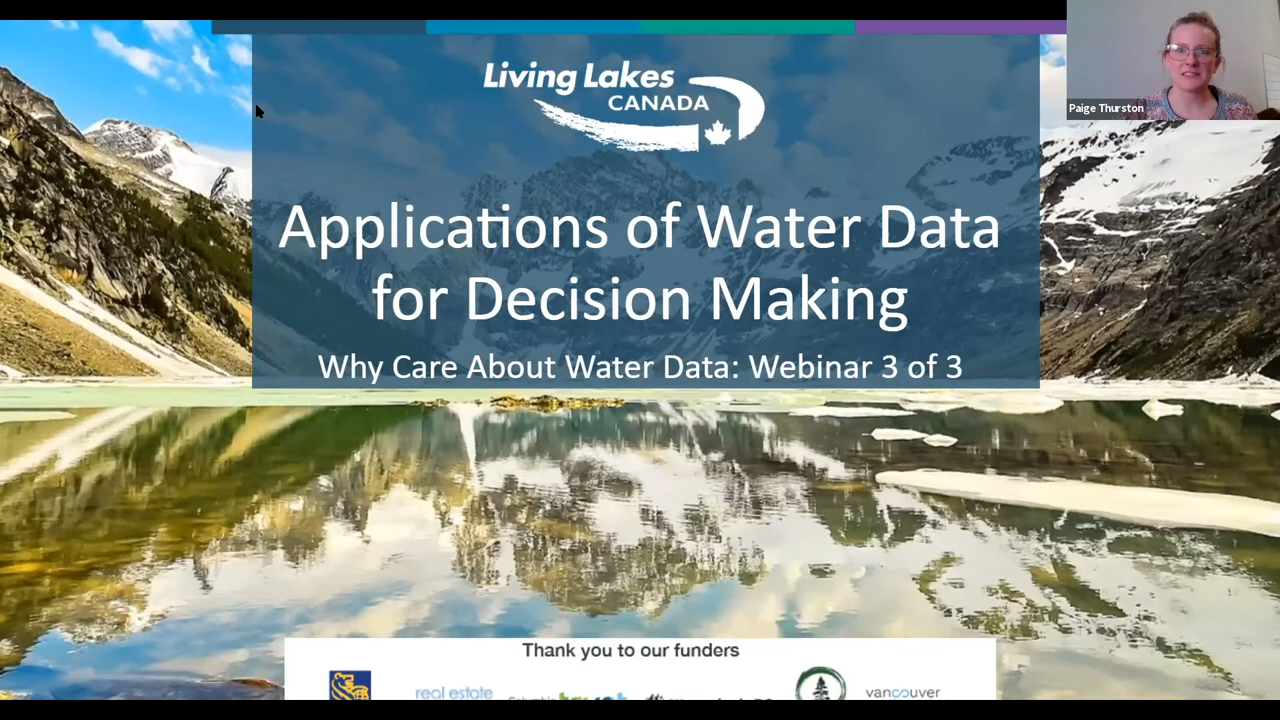 Living Lakes
CANADA
Paige Thurston
Applications of Water Data
for Decision Making
Why Care About Water Data: Webinar 3 of 3
Thank you to our funders
real estate
vancouver